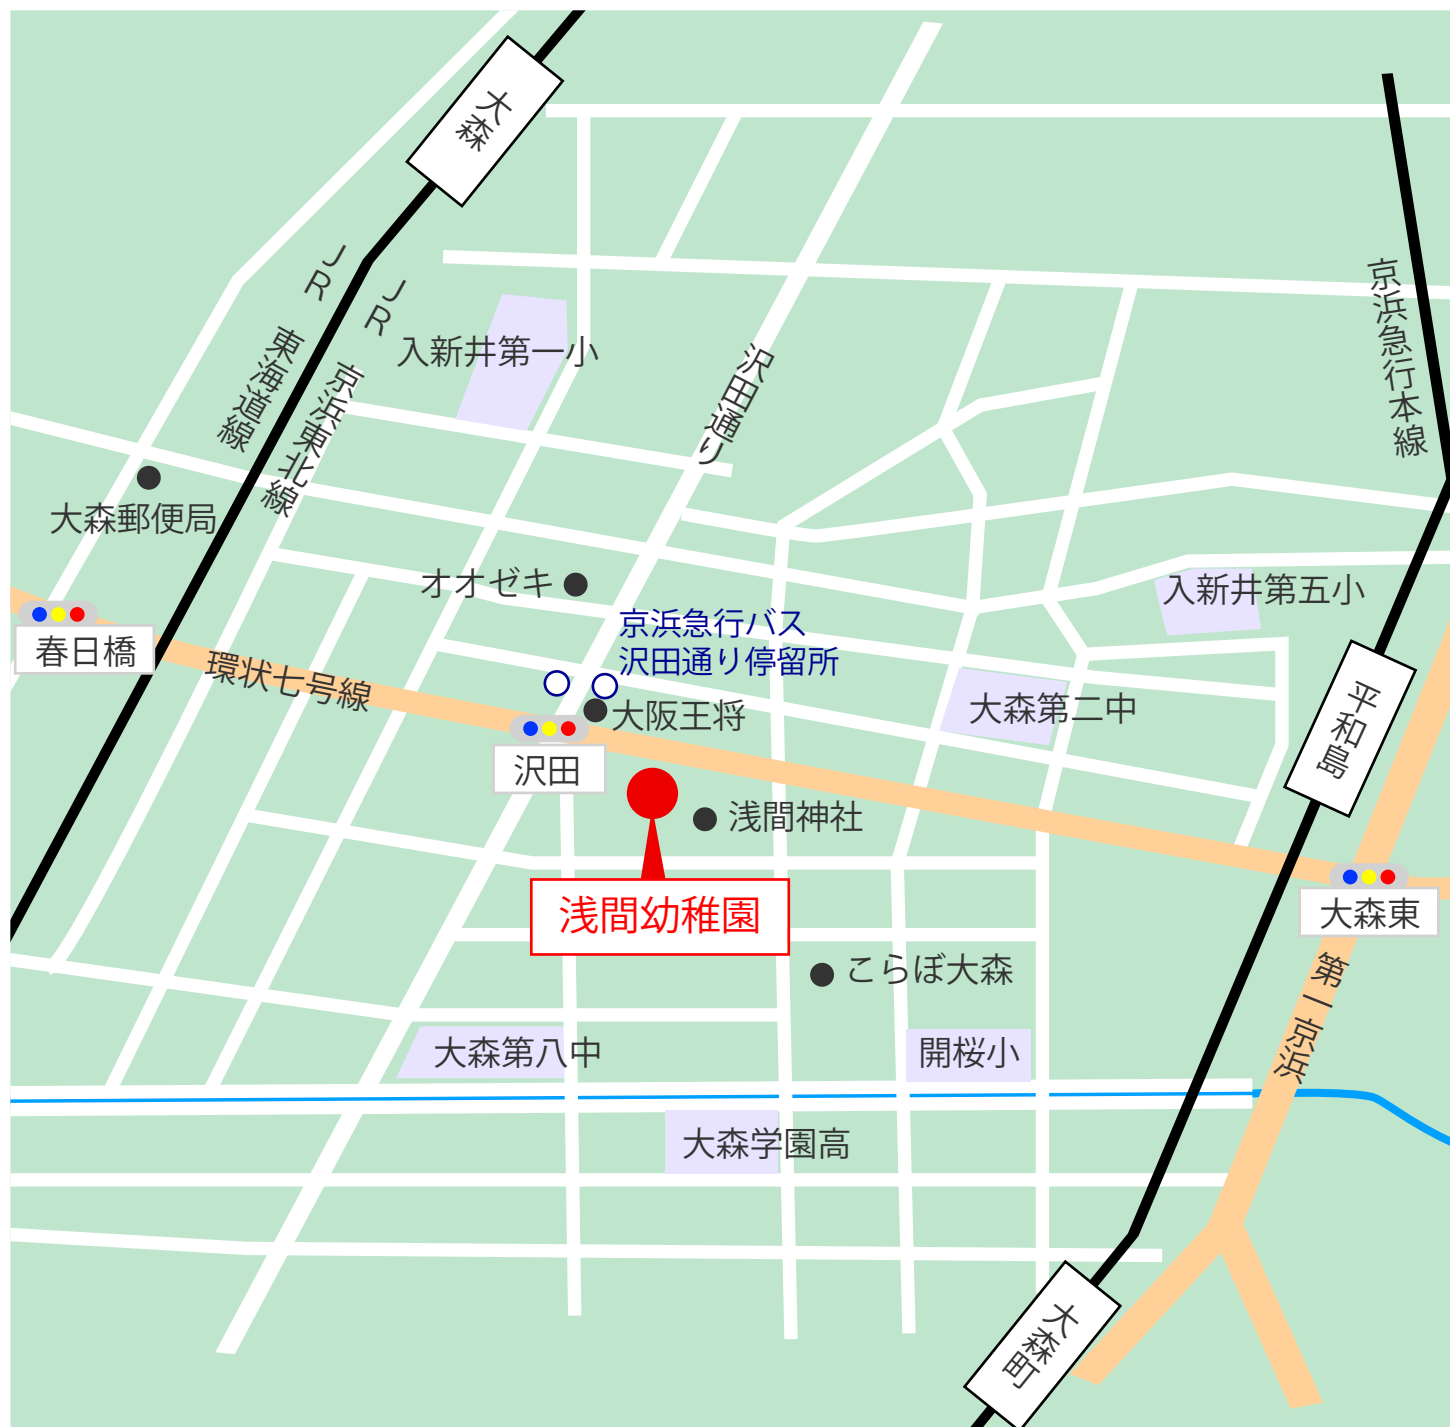 大森
JR 東海道線
JR 京浜東北線
入新井第一小
沢田通り
京浜急行本線
大森郵便局
オオゼキ
京浜急行バス
沢田通り停留所
入新井第五小
春日橋
環状七号線
大阪王将
大森第二中
平和島
沢田
浅間神社
浅間幼稚園
大森東
こらぼ大森
第一京浜
大森第八中
開桜小
大森学園高
大森町